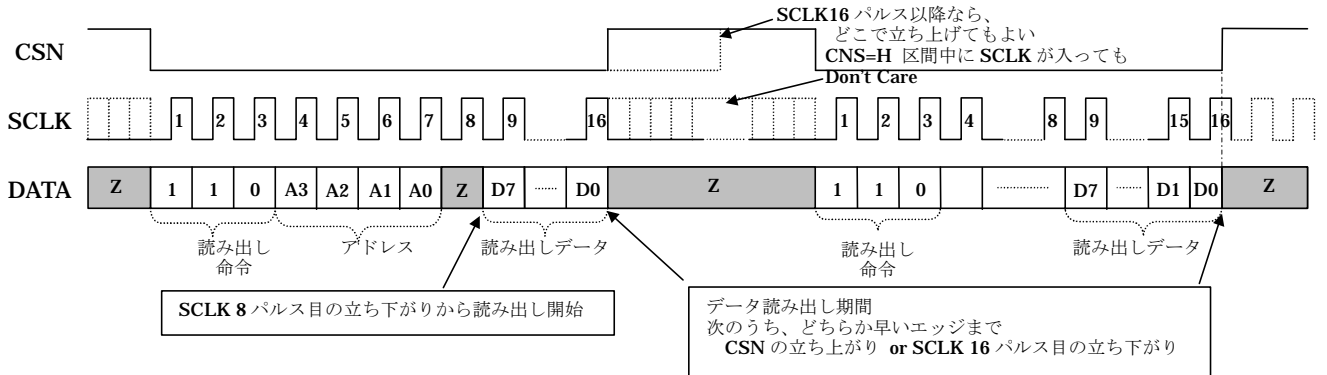 SCLK16 パルス以降なら、
どこで立ち上げてもよい
CNS=H 区間中に SCLK が入っても
Don't Care
CSN
SCLK
1 2 3 4 5 6 7 8 9 16 1 2 3 4 8 9 15 16
DATA
Z 1 1 0 A3 A2 A1 A0 Z D7 ...... D0 Z 1 1 0 .............. D7 ...... D1 D0 Z
読み出し
命令
アドレス
読み出しデータ
読み出し
命令
読み出しデータ
SCLK 8 パルス目の立ち下がりから読み出し開始
データ読み出し期間
次のうち、どちらか早いエッジまで
CSN の立ち上がり or SCLK 16 パルス目の立ち下がり